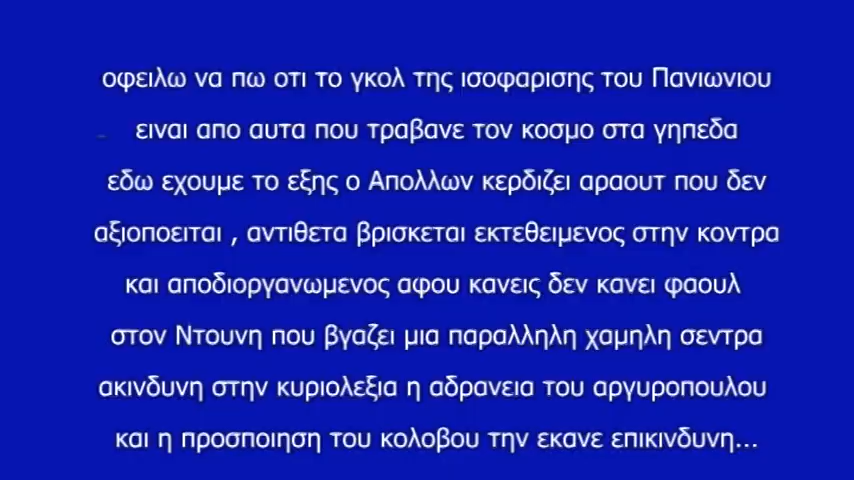 οφειλω να πω οτι το γκολ της ισοφαρισης του Πανιωνιου
ειναι απο αυτα που τραβανε τον κοσμο στα γηπεδα
εδω εχουμε το εξης ο Απολλων κερδιζει αραουτ που δεν
αξιοποειται , αντιθετα βρισκεται εκτεθειμενος στην κοντρα
και αποδιοργανωμενος αφου κανεις δεν κανει φαουλ
στον Ντουνη που βγαζει μια παραλληλη χαμηλη σεντρα
ακινδυνη στην κυριολεξια η αδρανεια του αργυροπουλου
και η προσποιηση του κολοβου την εκανε επικινδυνη...